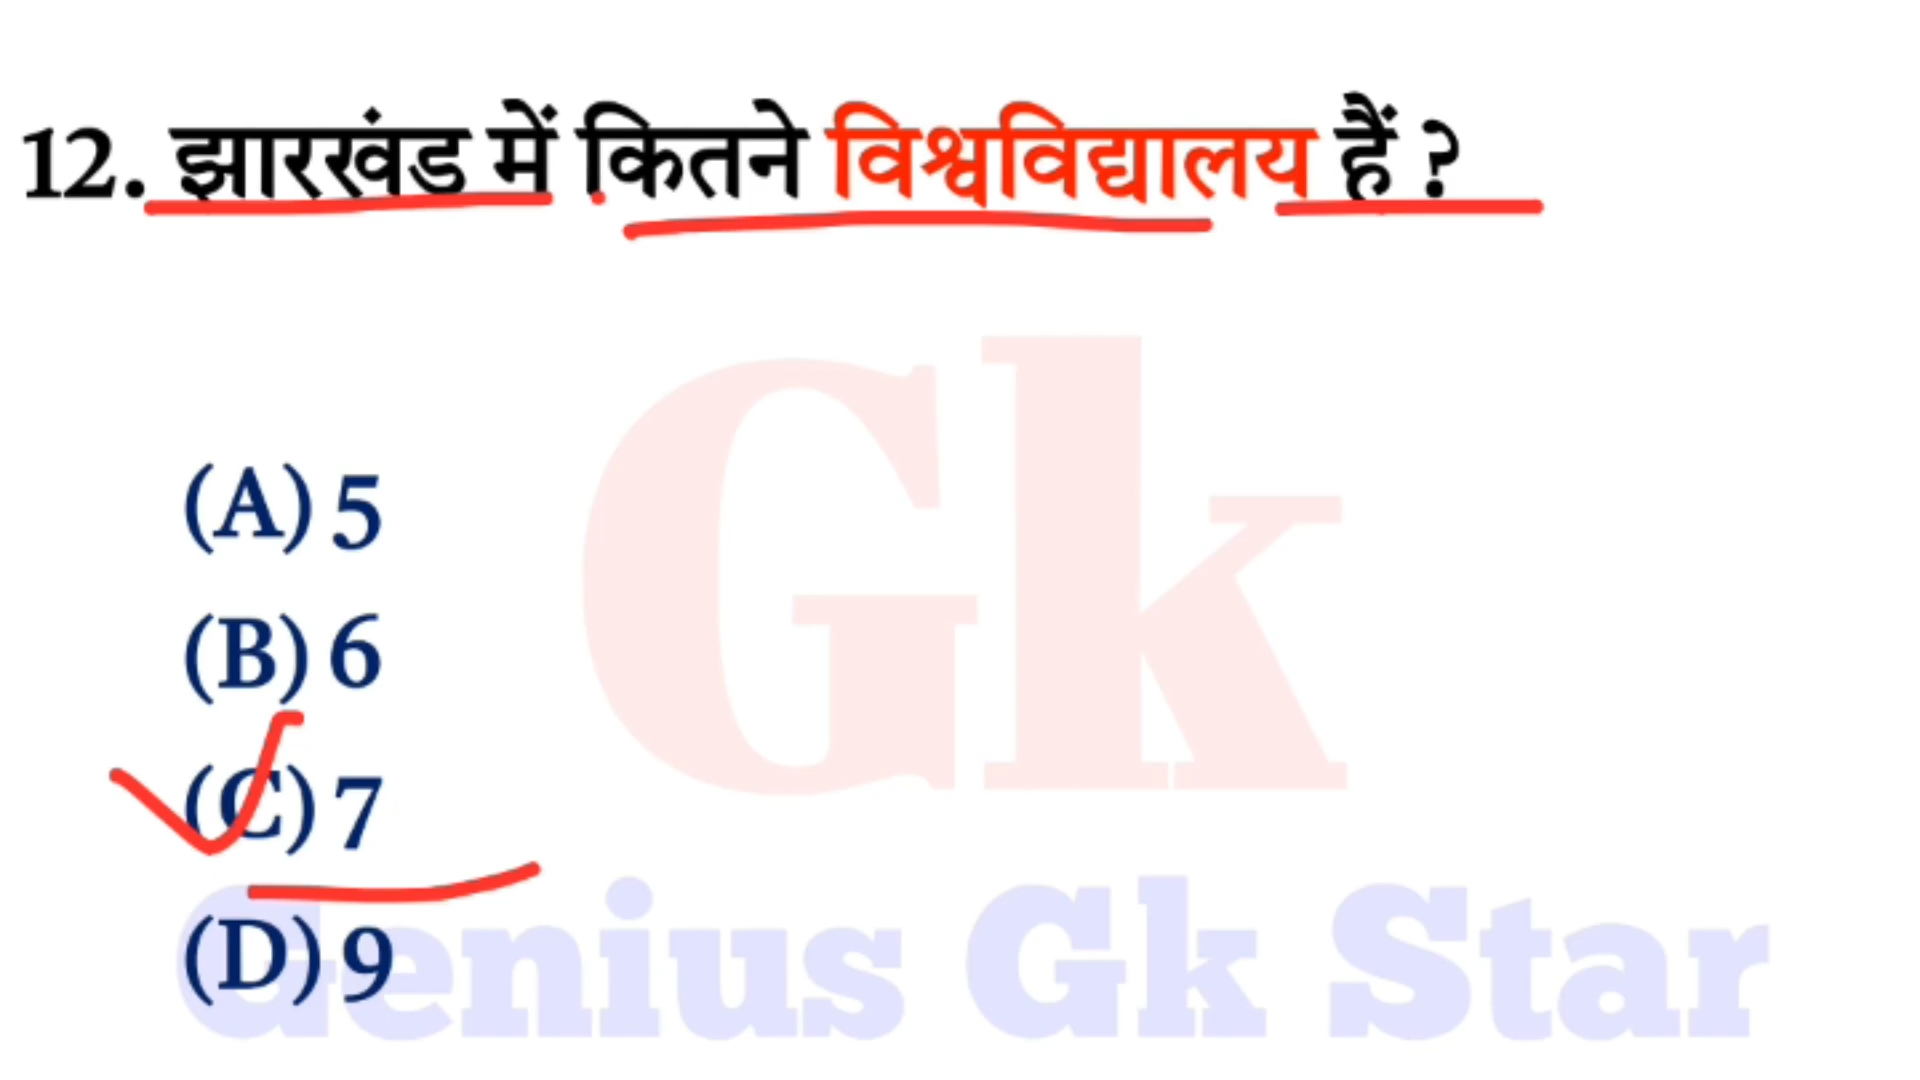 12. झारखंड में कितने विश्वविद्यालय हैं ?
(A) 5
(B) 6
(C) 7
(D) 9
Gk
Genius Gk Star